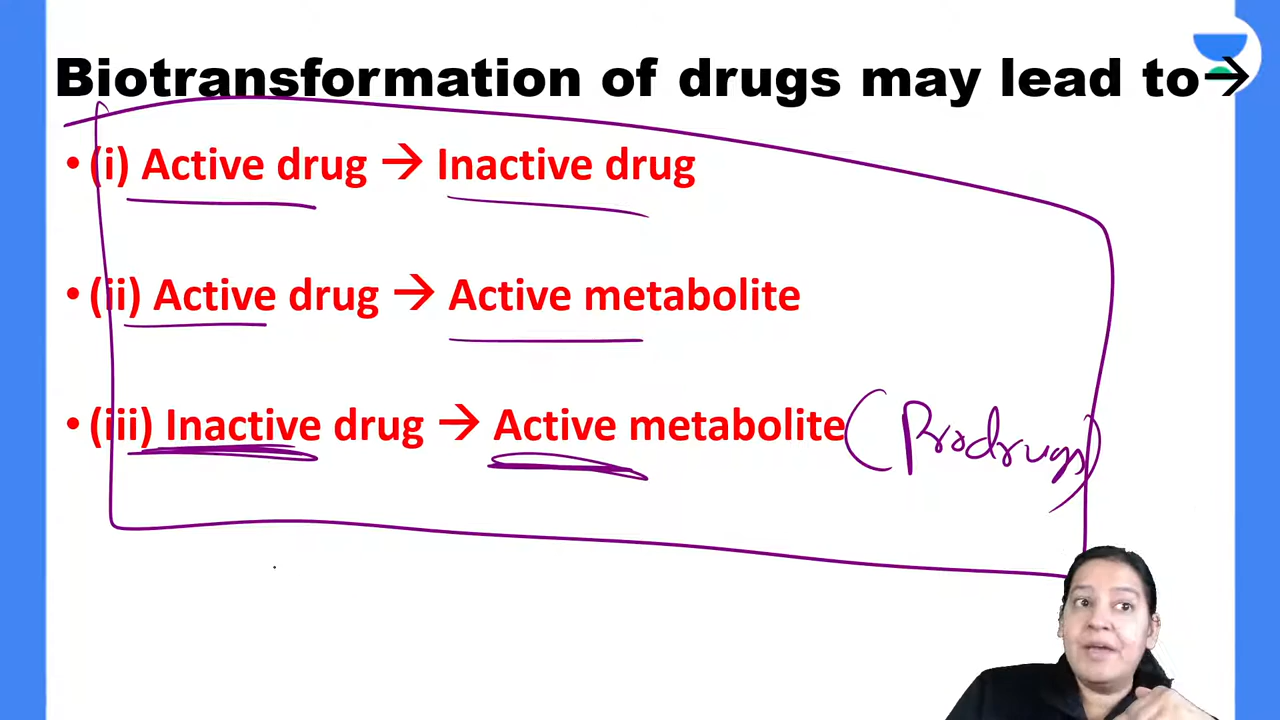 Biotransformation of drugs may lead to→
• (i) Active drug → Inactive drug
• (ii) Active drug → Active metabolite
• (iii) Inactive drug → Active metabolite (Prodrugs)